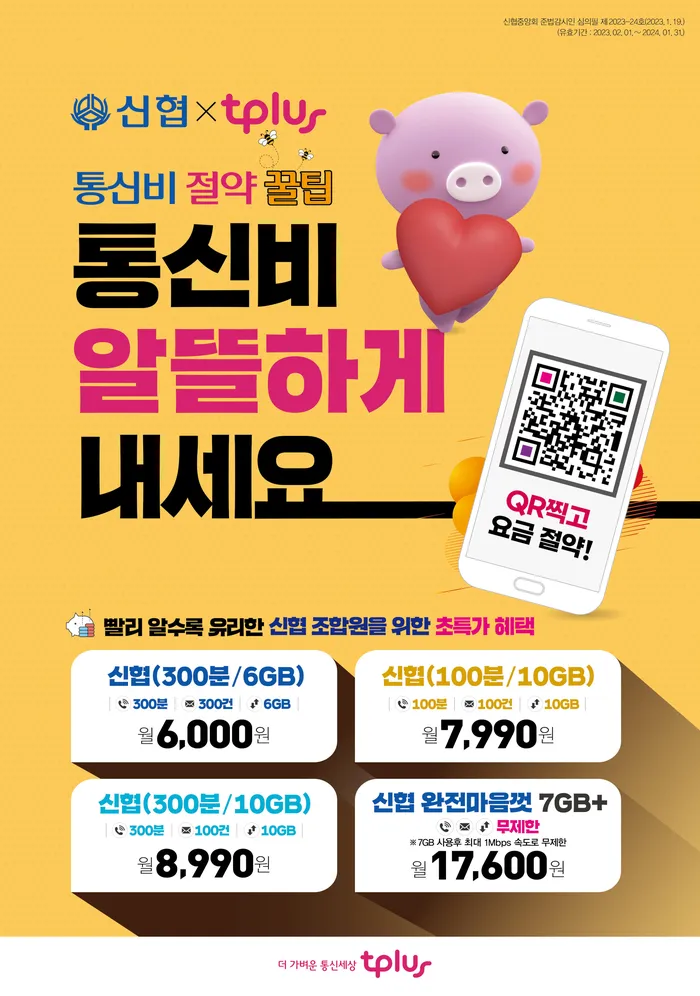 신협중앙회 준법감시인 심의필 제2023-24호(2023.1.19.)
(유효기간 : 2023.02.01.~ 2024.01.31.)
신협×tplus
통신비 절약 꿀팁
통신비
알뜰하게
내세요
QR찍고
요금 절약!
빨리 알수록 유리한 신협 조합원을 위한 초특가 혜택
신협(300분/6GB)
300분 300건 6GB
월6,000원
신협(100분/10GB)
100분 100건 10GB
월7,990원
신협(300분/10GB)
300분 100건 10GB
월8,990원
신협 완전마음껏 7GB+
무제한
※ 7GB 사용후 최대 1Mbps 속도로 무제한
월17,600원
더 가벼운 통신세상 tplus